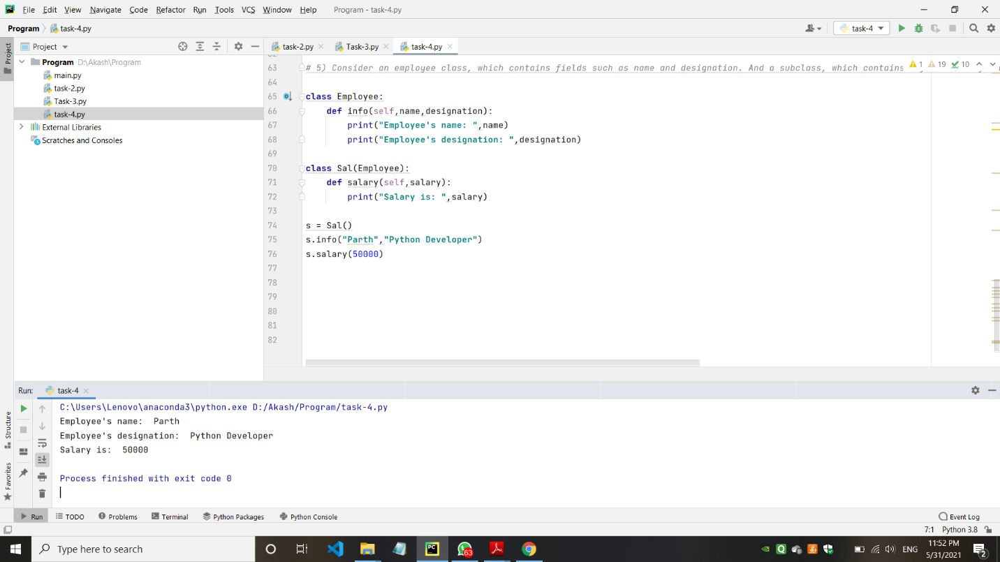 File Edit View Navigate Code Refactor Run Tools VCS Window Help Program - task-4.py
Program task-4.py task-4
Project task-2.py Task-3.py task-4.py
Program D:\Akash\Program
main.py
task-2.py
Task-3.py
task-4.py
External Libraries
Scratches and Consoles
Project
Structure
Favorites
63 # 5) Consider an employee class, which contains fields such as name and designation. And a subclass, which contains 1 19 10
64
65 class Employee:
66 def info(self,name,designation):
67 print("Employee's name: ",name)
68 print("Employee's designation: ",designation)
69
70 class Sal(Employee):
71 def salary(self,salary):
72 print("Salary is: ",salary)
73
74 s = Sal()
75 s.info("Parth","Python Developer")
76 s.salary(50000)
77
78
79
80
81
82
Run: task-4
C:\Users\Lenovo\anaconda3\python.exe D:/Akash/Program/task-4.py
Employee's name:  Parth
Employee's designation:  Python Developer
Salary is:  50000
Process finished with exit code 0
Run TODO Problems Terminal Python Packages Python Console Event Log
7:1 Python 3.8
Type here to search PC 63 ENG 11:52 PM
5/31/2021 2